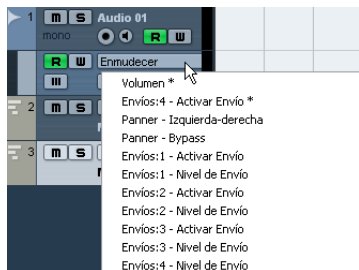 1 m S Audio 01
mono R W
R W Enmudecer
Volumen *
Envíos:4 - Activar Envío *
2 m S
Panner - Izquierda-derecha
Panner - Bypass
3 m S
Envíos:1 - Activar Envío
Envíos:1 - Nivel de Envío
Envíos:2 - Activar Envío
Envíos:2 - Nivel de Envío
Envíos:3 - Activar Envío
Envíos:3 - Nivel de Envío
Envíos:4 - Nivel de Envío